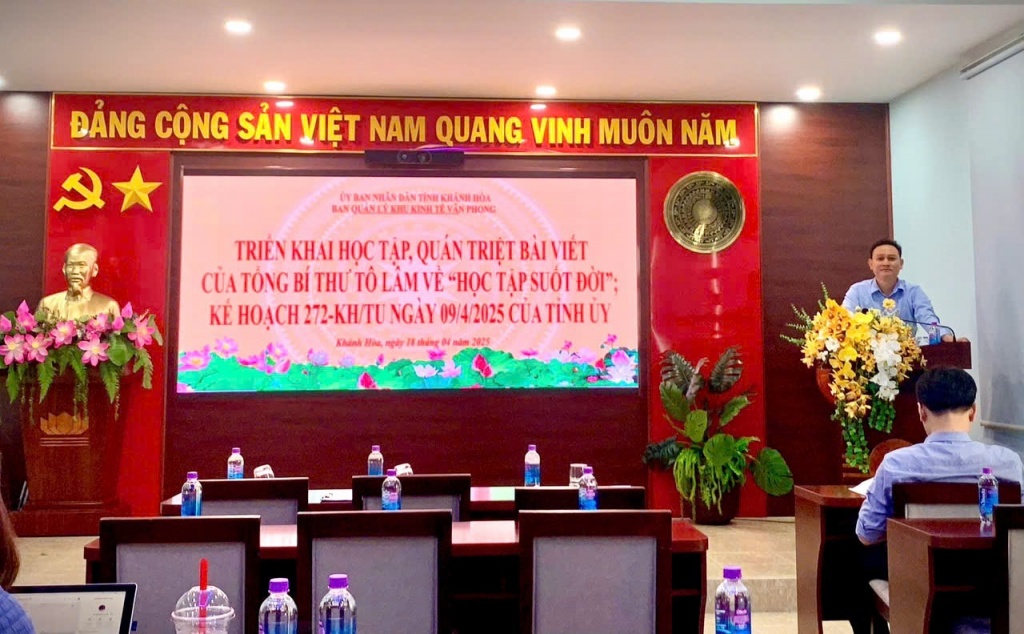 ĐẢNG CỘNG SẢN VIỆT NAM QUANG VINH MUÔN NĂM
ỦY BAN NHÂN DÂN TỈNH KHÁNH HÒA
BAN QUẢN LÝ KHU KINH TẾ VÂN PHONG
TRIỂN KHAI HỌC TẬP, QUÁN TRIỆT BÀI VIẾT
CỦA TỔNG BÍ THƯ TÔ LÂM VỀ “HỌC TẬP SUỐT ĐỜI”;
KẾ HOẠCH 272-KH/TU NGÀY 09/4/2025 CỦA TỈNH ỦY
Khánh Hòa, ngày 18 tháng 04 năm 2025